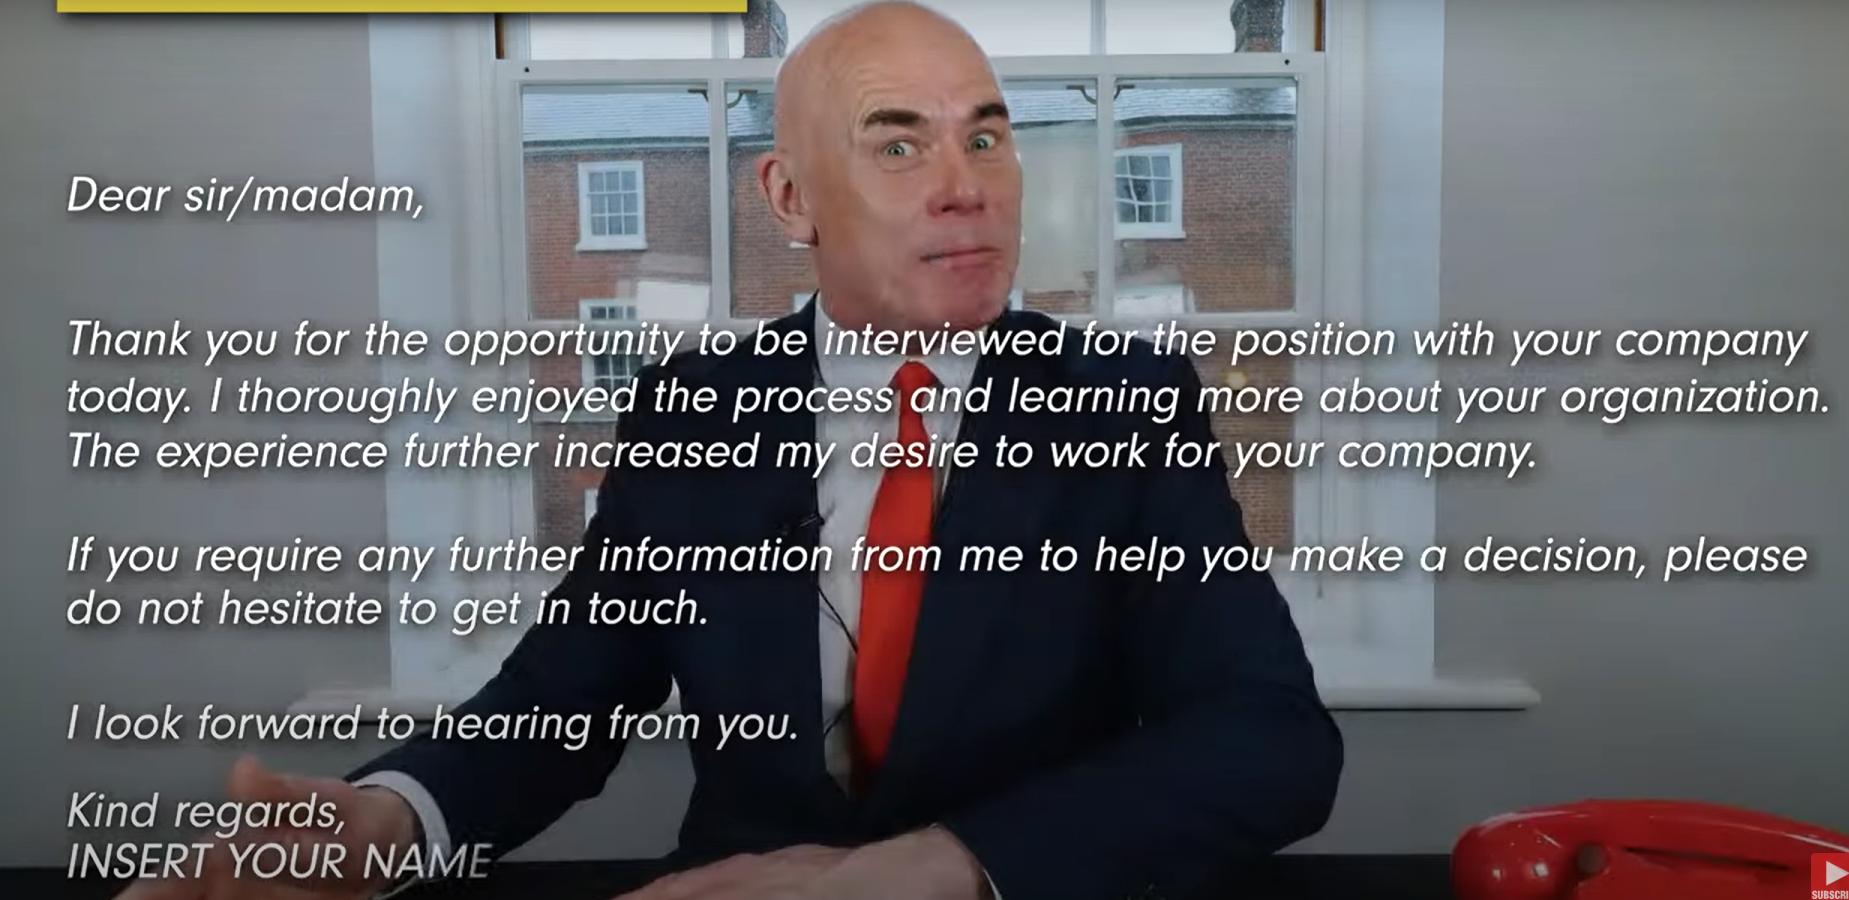 Dear sir/madam,
Thank you for the opportunity to be interviewed for the position with your company
today. I thoroughly enjoyed the process and learning more about your organization.
The experience further increased my desire to work for your company.
If you require any further information from me to help you make a decision, please
do not hesitate to get in touch.
I look forward to hearing from you.
Kind regards,
INSERT YOUR NAME
SUBSCRI